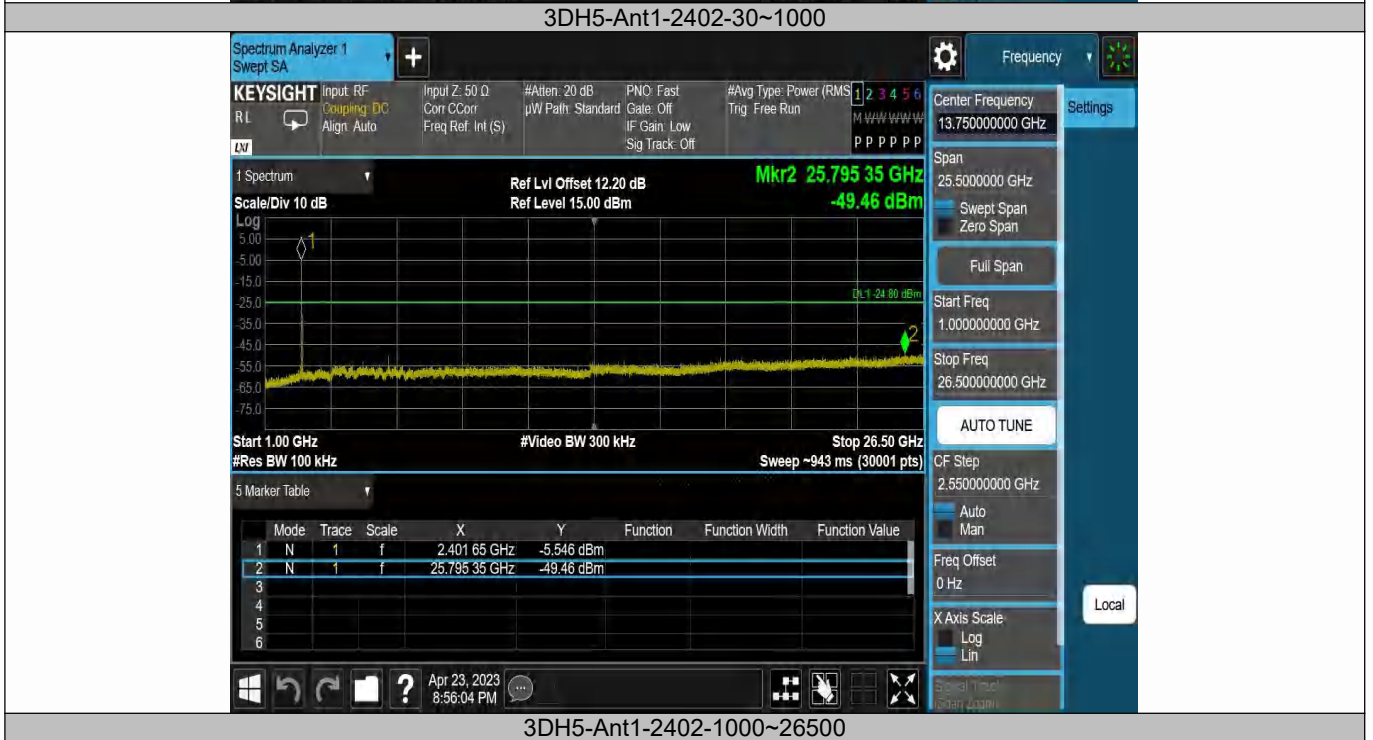 3DH5-Ant1-2402-30~1000
Spectrum Analyzer 1
Swept SA
+
Frequency
KEYSIGHT
RL
LXI
Input: RF
Coupling: DC
Align: Auto
Input Z: 50 Ω
Corr CCorr
Freq Ref: Int (S)
#Atten: 20 dB
µW Path: Standard
PNO: Fast
Gate: Off
IF Gain: Low
Sig Track: Off
#Avg Type: Power (RMS
Trig: Free Run
1 2 3 4 5 6
M W W W W W
P P P P P P
Center Frequency
13.750000000 GHz
Settings
1 Spectrum
Scale/Div 10 dB
Ref Lvl Offset 12.20 dB
Ref Level 15.00 dBm
Mkr2 25.795 35 GHz
-49.46 dBm
Span
25.5000000 GHz
Swept Span
Zero Span
Full Span
Start Freq
1.000000000 GHz
Stop Freq
26.500000000 GHz
AUTO TUNE
CF Step
2.550000000 GHz
Auto
Man
Freq Offset
0 Hz
X Axis Scale
Log
Lin
Local
Log
5.00
-5.00
-15.0
-25.0
-35.0
-45.0
-55.0
-65.0
-75.0
1
DL1 -24.80 dBm
2
Start 1.00 GHz
#Res BW 100 kHz
#Video BW 300 kHz
Stop 26.50 GHz
Sweep ~943 ms (30001 pts)
5 Marker Table
Mode Trace Scale X Y Function Function Width Function Value
1 N 1 f 2.401 65 GHz -5.546 dBm
2 N 1 f 25.795 35 GHz -49.46 dBm
3
4
5
6
?
Apr 23, 2023
8:56:04 PM
3DH5-Ant1-2402-1000~26500